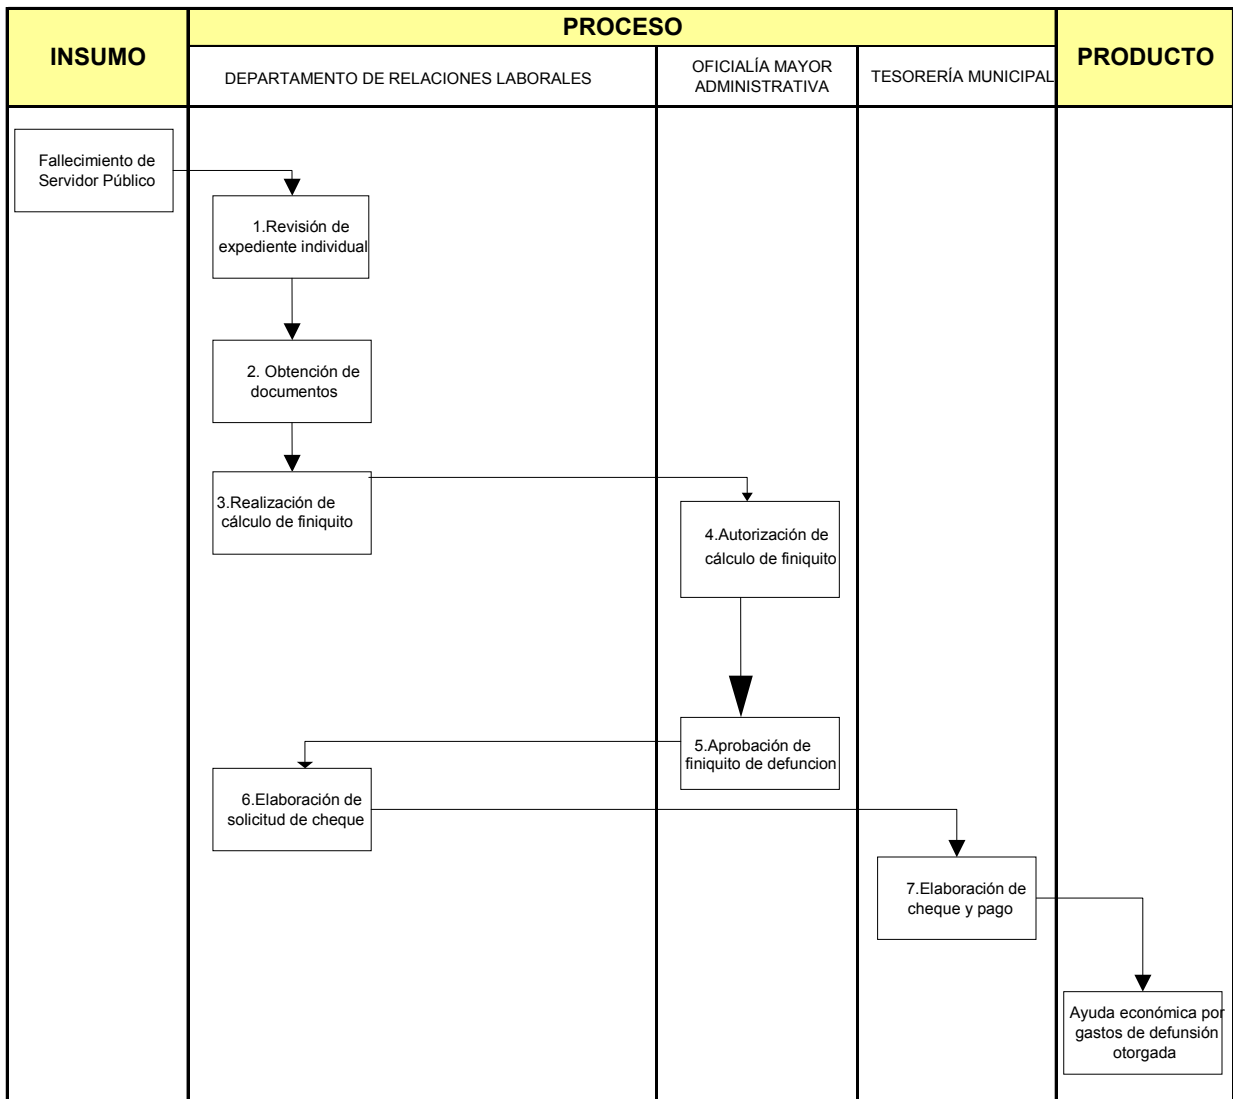 INSUMO
PROCESO
PRODUCTO
DEPARTAMENTO DE RELACIONES LABORALES
OFICIALÍA MAYOR
ADMINISTRATIVA
TESORERÍA MUNICIPAL
Fallecimiento de
Servidor Público
1.Revisión de
expediente individual
2. Obtención de
documentos
3.Realización de
cálculo de finiquito
4.Autorización de
cálculo de finiquito
5.Aprobación de
finiquito de defuncion
6.Elaboración de
solicitud de cheque
7.Elaboración de
cheque y pago
Ayuda económica por
gastos de defunsión
otorgada